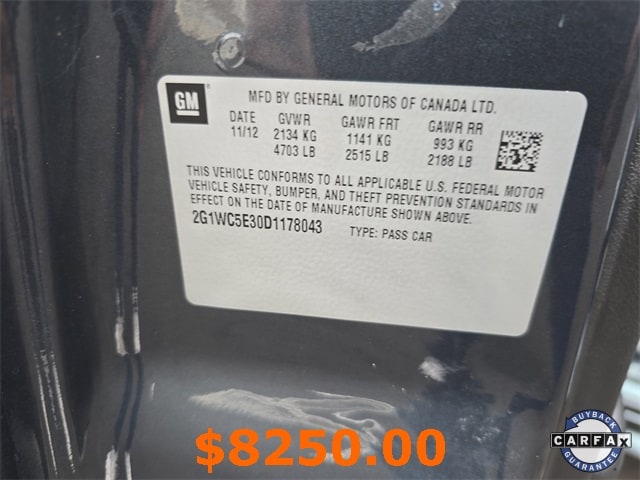 GM
MFD BY GENERAL MOTORS OF CANADA LTD.
DATE GVWR GAWR FRT GAWR RR
11/12 2134 KG 1141 KG 993 KG
4703 LB 2515 LB 2188 LB
THIS VEHICLE CONFORMS TO ALL APPLICABLE U.S. FEDERAL MOTOR
VEHICLE SAFETY, BUMPER, AND THEFT PREVENTION STANDARDS IN
EFFECT ON THE DATE OF MANUFACTURE SHOWN ABOVE.
2G1WC5E30D1178043 TYPE: PASS CAR
$8250.00
BUYBACK
CARFAX
GUARANTEE